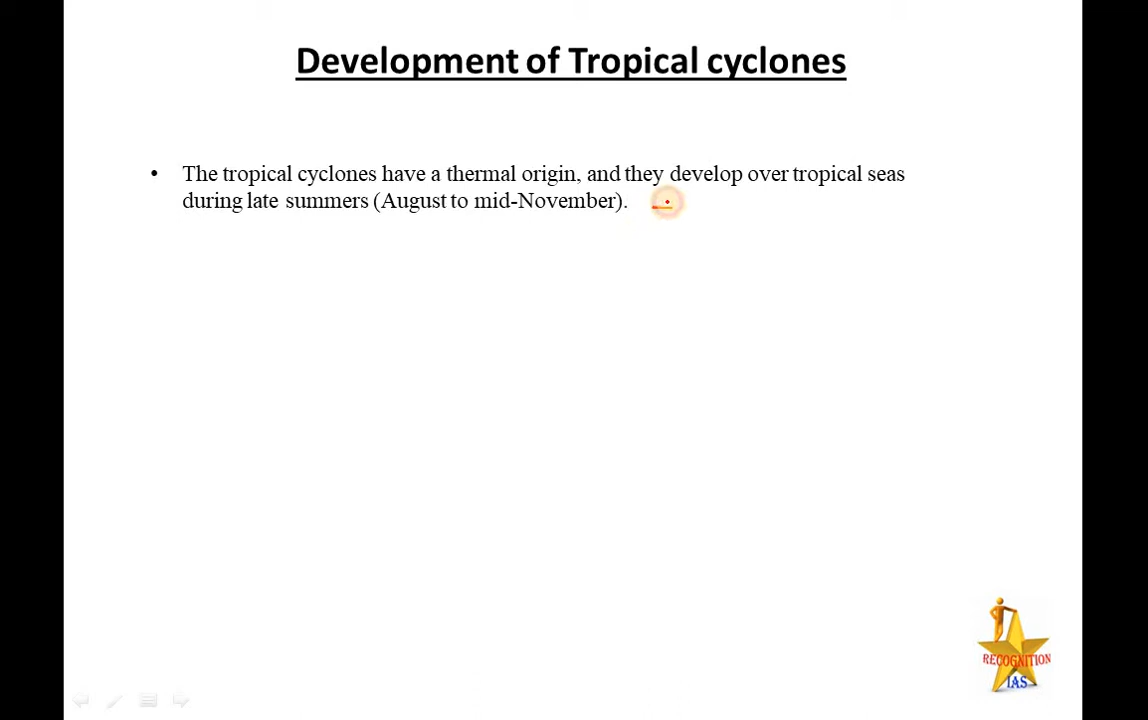 Development of Tropical cyclones
• The tropical cyclones have a thermal origin, and they develop over tropical seas
during late summers (August to mid-November).
RECOGNITION
IAS